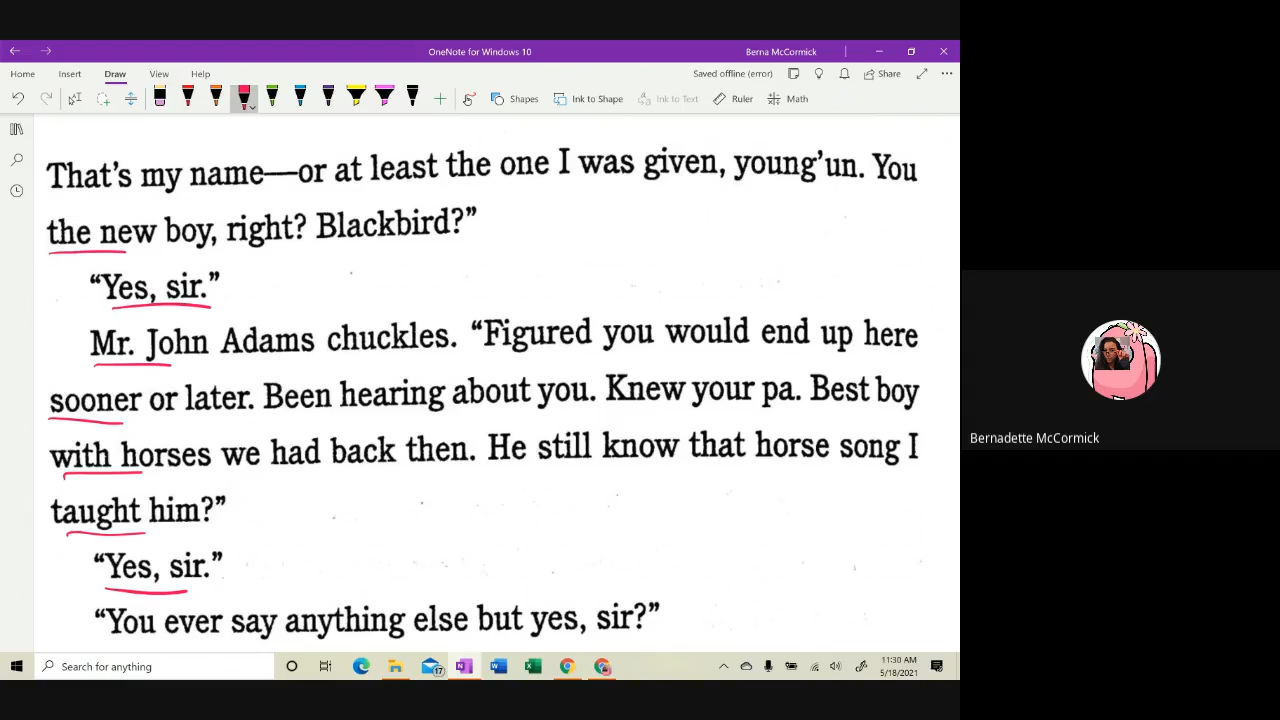 OneNote for Windows 10
Berna McCormick
Home Insert Draw View Help
Saved offline (error)
Share
Shapes
Ink to Shape
Ink to Text
Ruler
Math
That's my name—or at least the one I was given, young'un. You
the new boy, right? Blackbird?"
"Yes, sir."
Mr. John Adams chuckles. "Figured you would end up here
sooner or later. Been hearing about you. Knew your pa. Best boy
with horses we had back then. He still know that horse song I
taught him?"
"Yes, sir."
"You ever say anything else but yes, sir?"
Bernadette McCormick
Search for anything
17
11:30 AM
5/18/2021